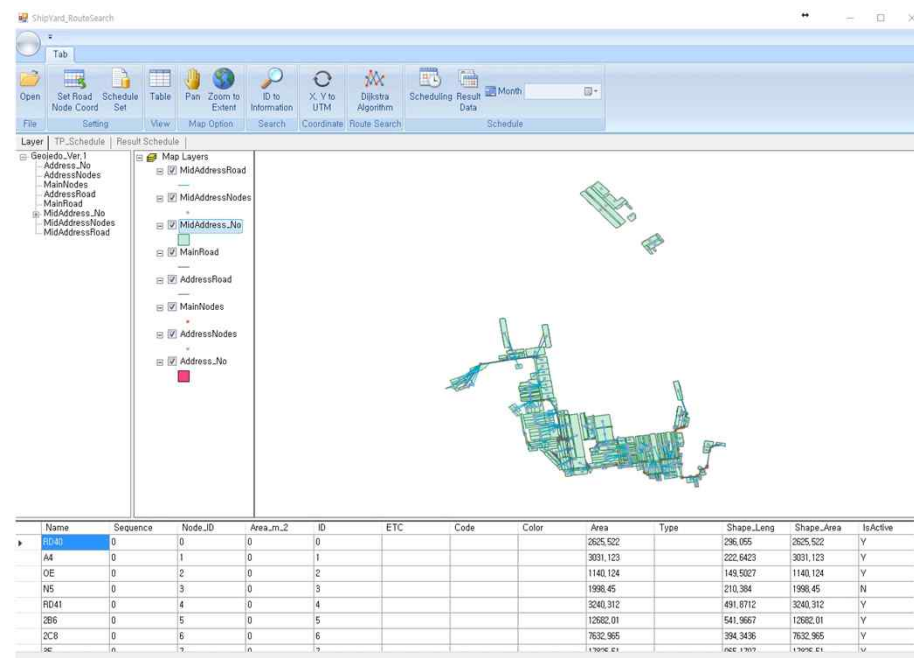 ShipYard_RouteSearch
Tab
Open Set Road Node Coord Schedule Set Table Pan Zoom to Extent ID to Information X, Y to UTM Dijkstra Algorithm Scheduling Result Data Month
File Setting View Map Option Search Coordinate Route Search Schedule
Layer TP_Schedule Result Schedule
Geojedo_Ver,1
Address_No
AddressNodes
MainNodes
AddressRoad
MainRoad
MidAddress_No
MidAddressNodes
MidAddressRoad
Map Layers
MidAddressRoad
MidAddressNodes
MidAddress_No
MainRoad
AddressRoad
MainNodes
AddressNodes
Address_No
Name Sequence Node_ID Area_m_2 ID ETC Code Color Area Type Shape_Leng Shape_Area IsActive
RD40 0 0 0 0 2625,522 296,055 2625,522 Y
A4 0 1 0 1 3031,123 222,6423 3031,123 Y
OE 0 2 0 2 1140,124 149,5027 1140,124 Y
N5 0 3 0 3 1998,45 210,384 1998,45 N
RD41 0 4 0 4 3240,312 491,8712 3240,312 Y
2B6 0 5 0 5 12682,01 541,9667 12682,01 Y
2C8 0 6 0 6 7632,965 394,3436 7632,965 Y